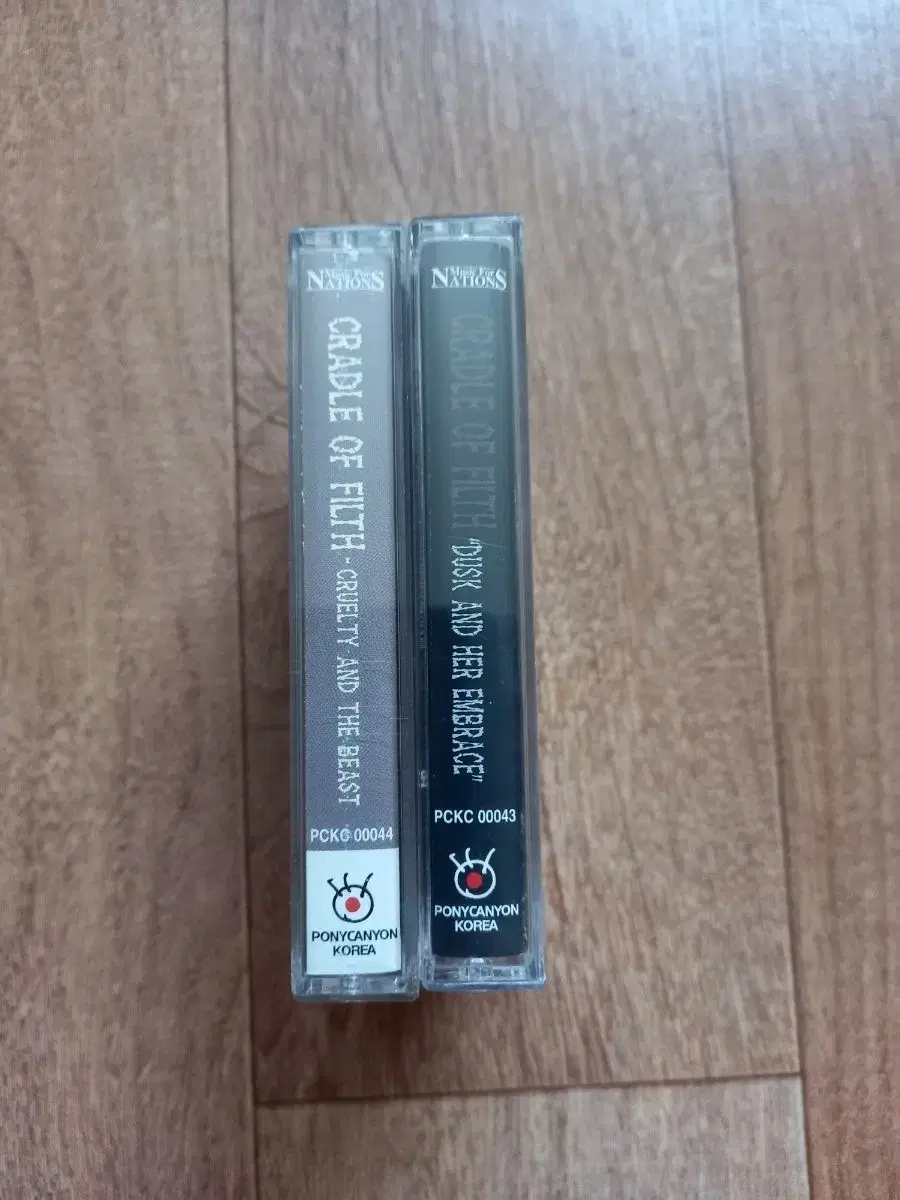 Music For
NATIONS
CRADLE OF FILTH - CRUELTY AND THE BEAST
PCKC 00044
PONYCANYON
KOREA
Music For
NATIONS
CRADLE OF FILTH "DUSK AND HER EMBRACE"
PCKC 00043
PONYCANYON
KOREA